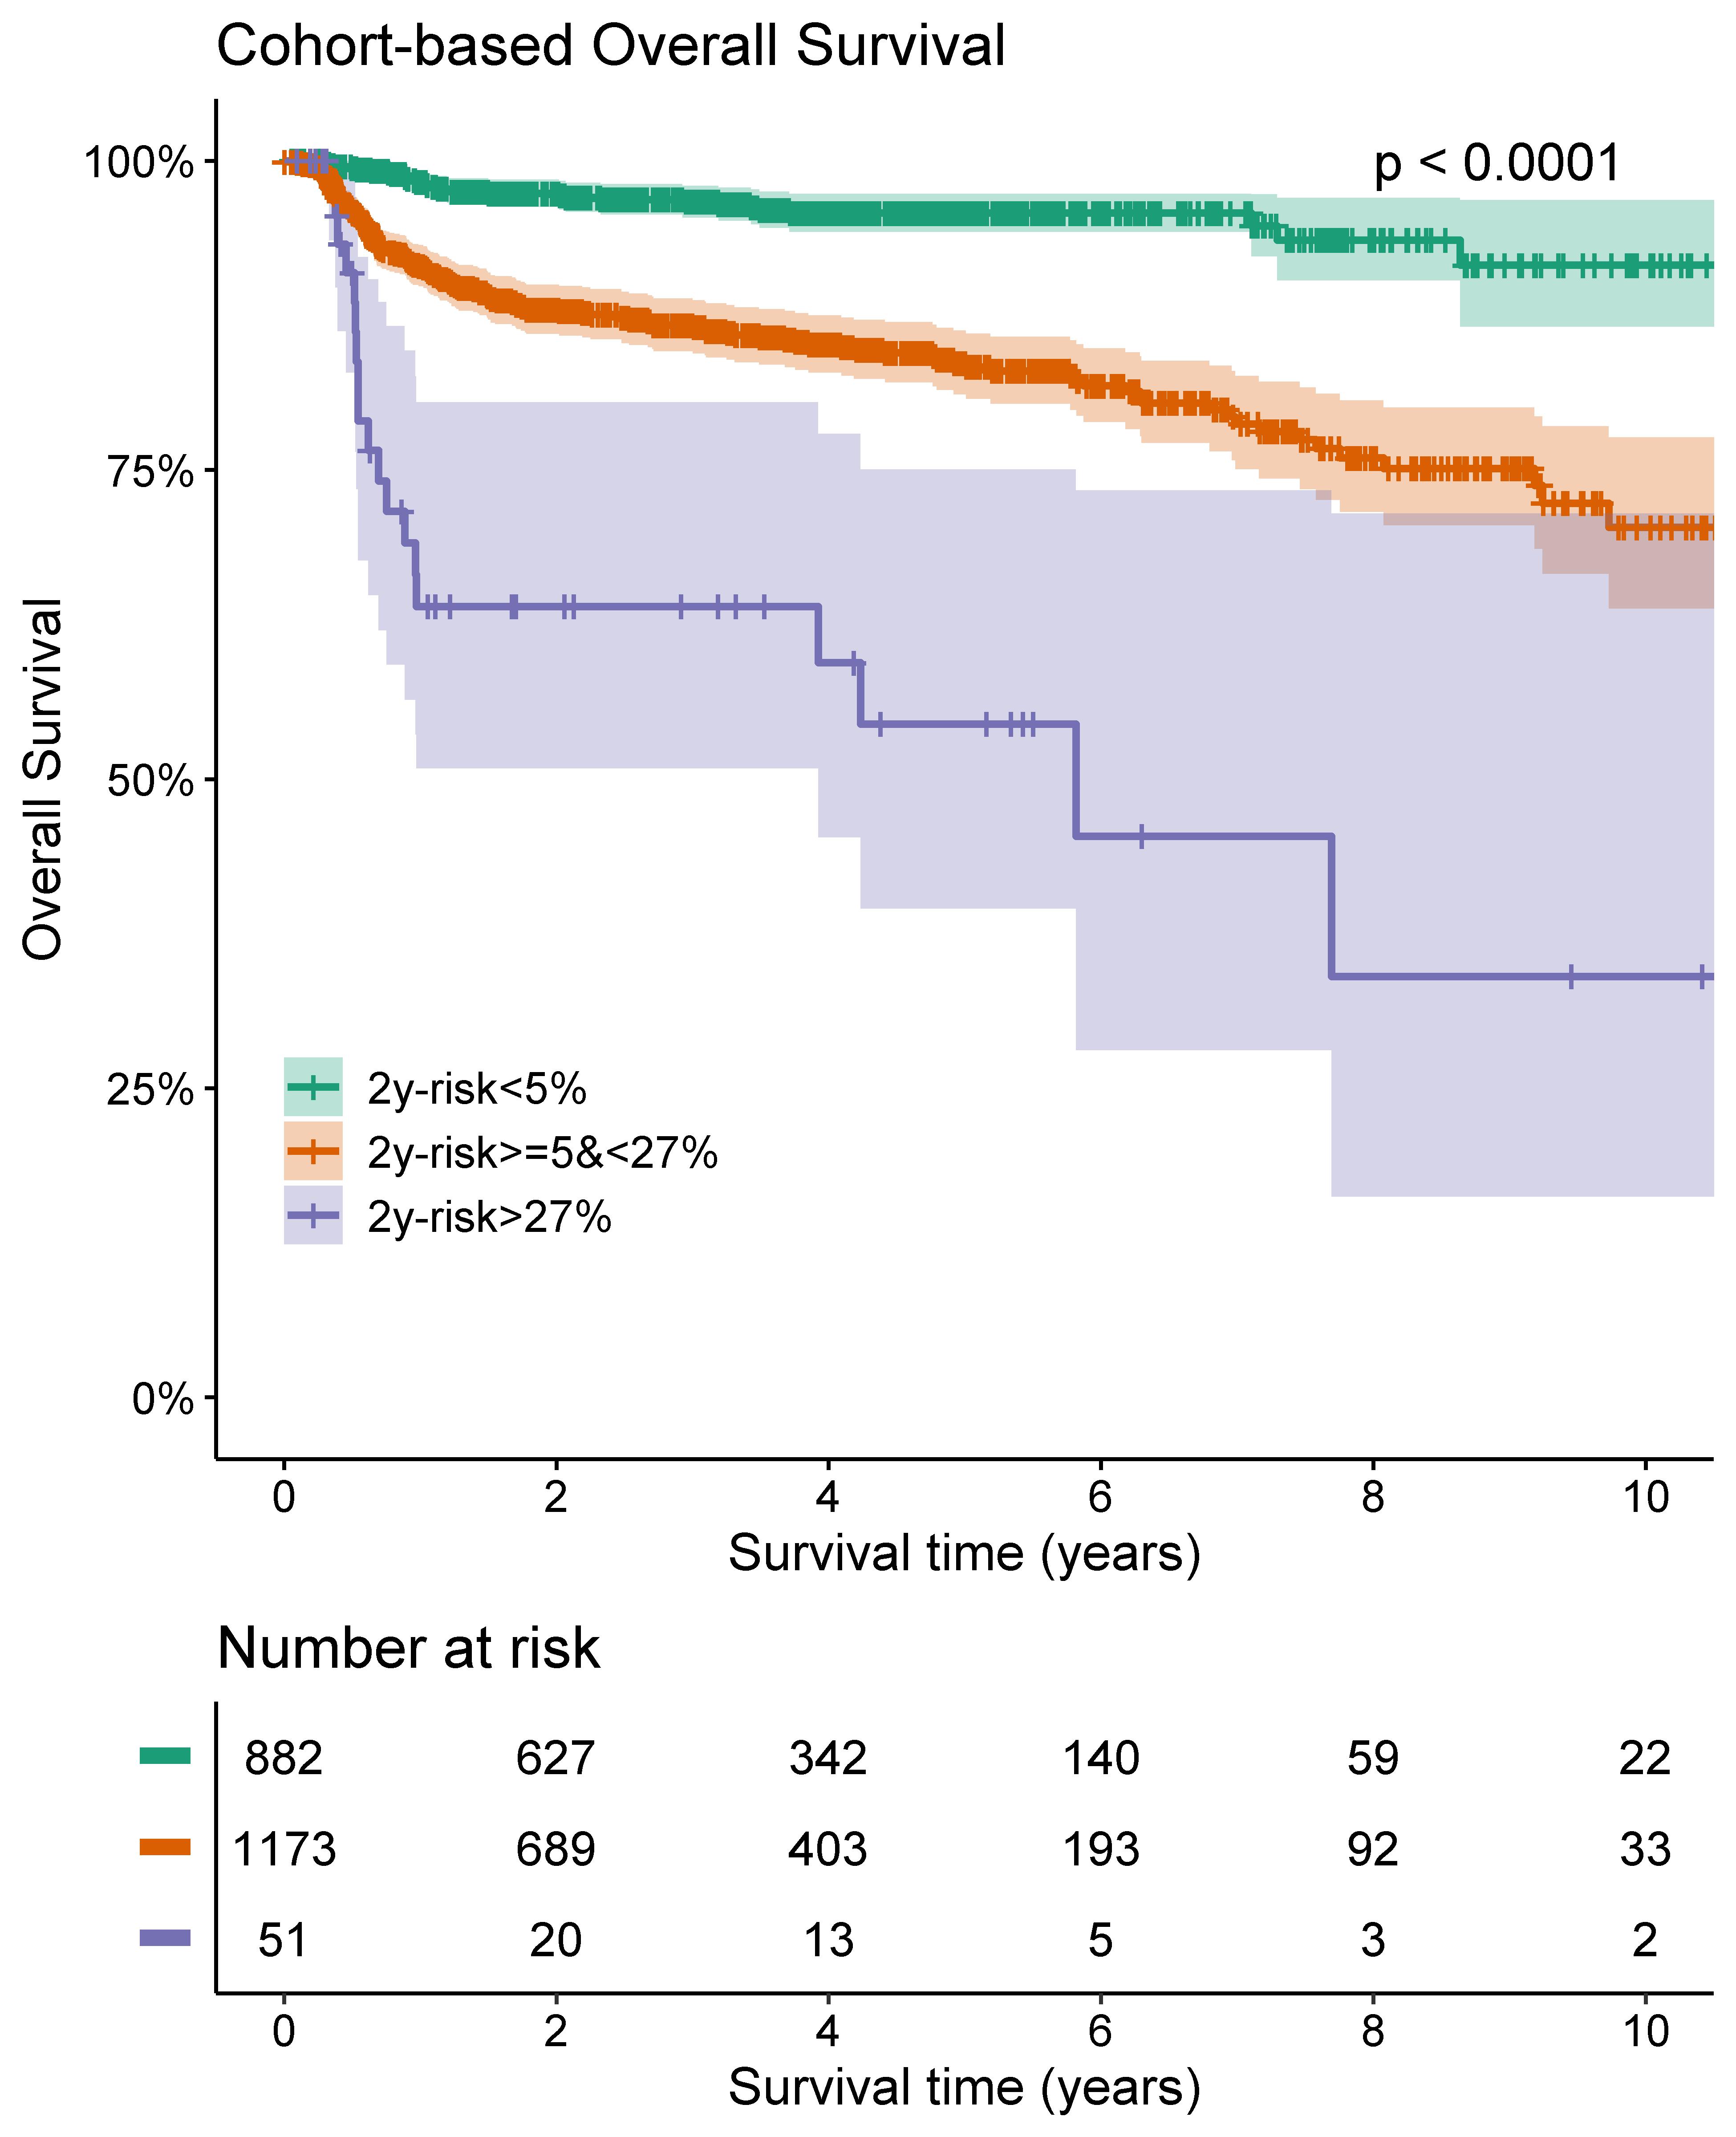 Cohort-based Overall Survival
p < 0.0001
100%
75%
50%
25%
0%
Overall Survival
2y-risk<5%
2y-risk>=5&<27%
2y-risk>27%
0 2 4 6 8 10
Survival time (years)
Number at risk
882 627 342 140 59 22
1173 689 403 193 92 33
51 20 13 5 3 2
0 2 4 6 8 10
Survival time (years)